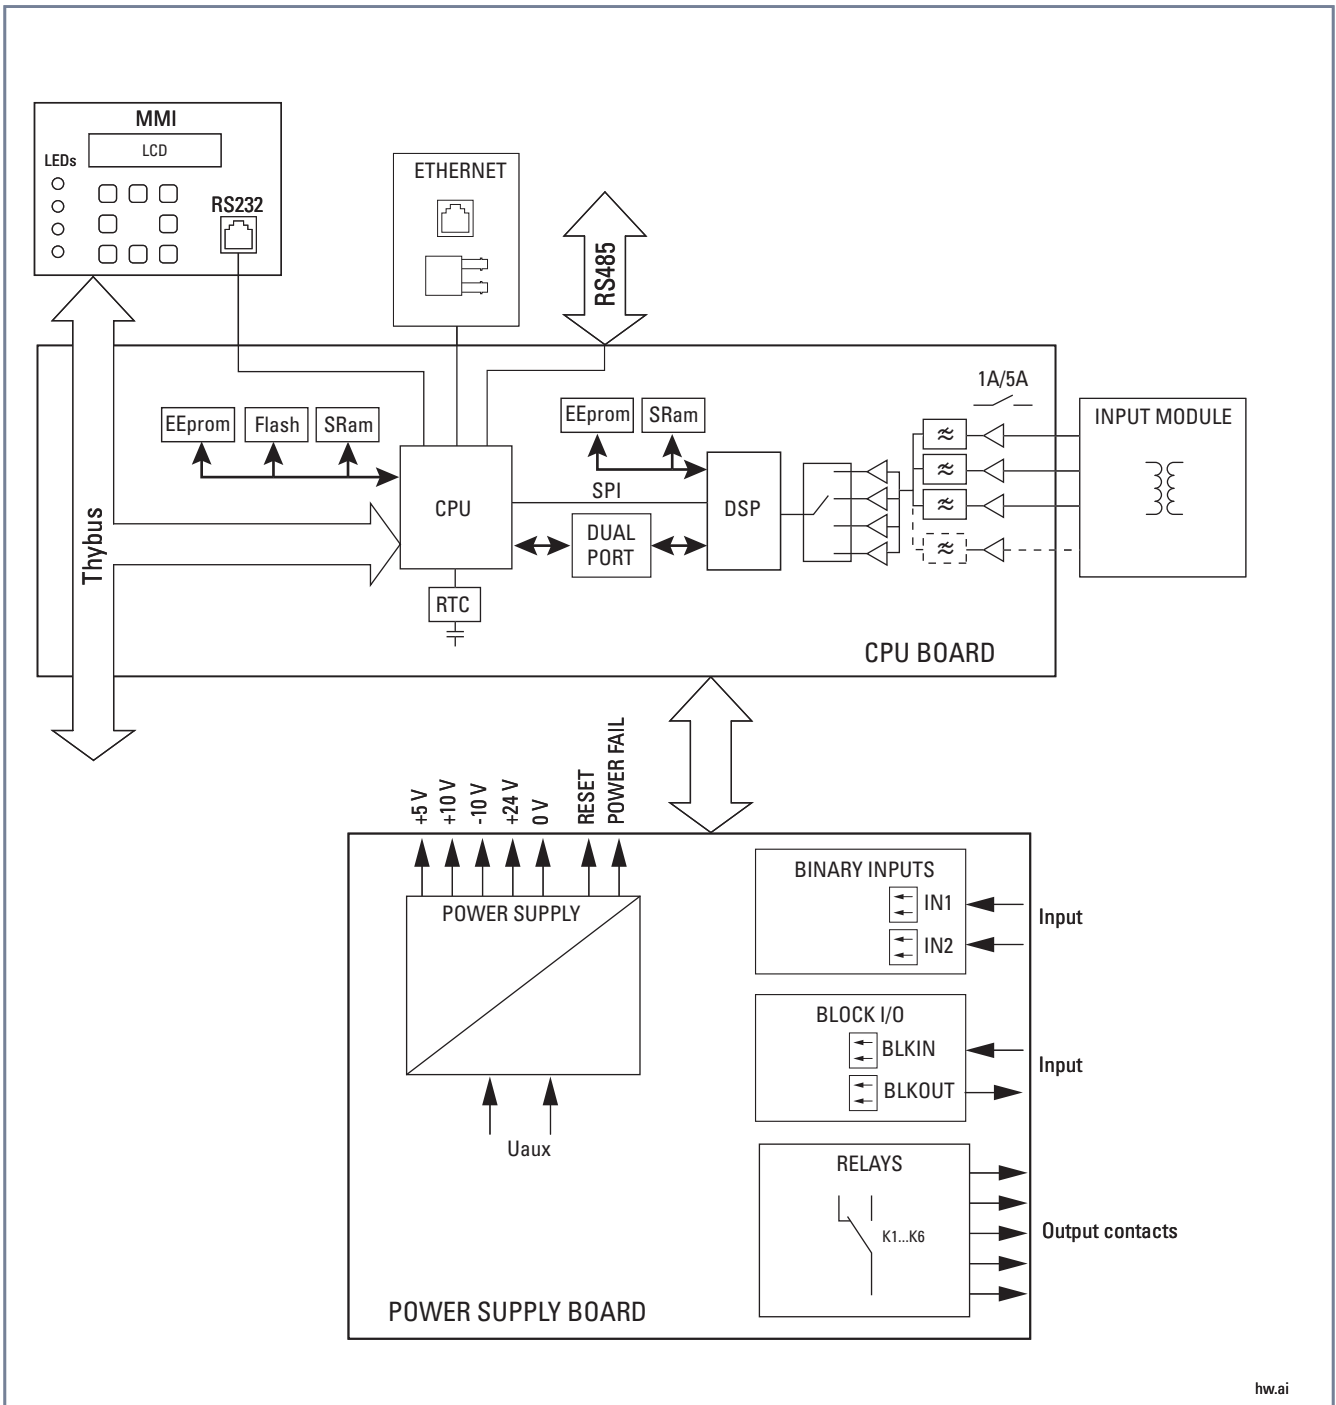 MMI
LCD
LEDs
RS232
ETHERNET
RS485
1A/5A
INPUT MODULE
EEprom
Flash
SRam
EEprom
SRam
CPU
SPI
DSP
DUAL
PORT
Thybus
RTC
CPU BOARD
+5 V
+10 V
-10 V
+24 V
0 V
RESET
POWER FAIL
POWER SUPPLY
Uaux
BINARY INPUTS
IN1
IN2
Input
BLOCK I/O
BLKIN
BLKOUT
Input
RELAYS
K1...K6
Output contacts
POWER SUPPLY BOARD
hw.ai